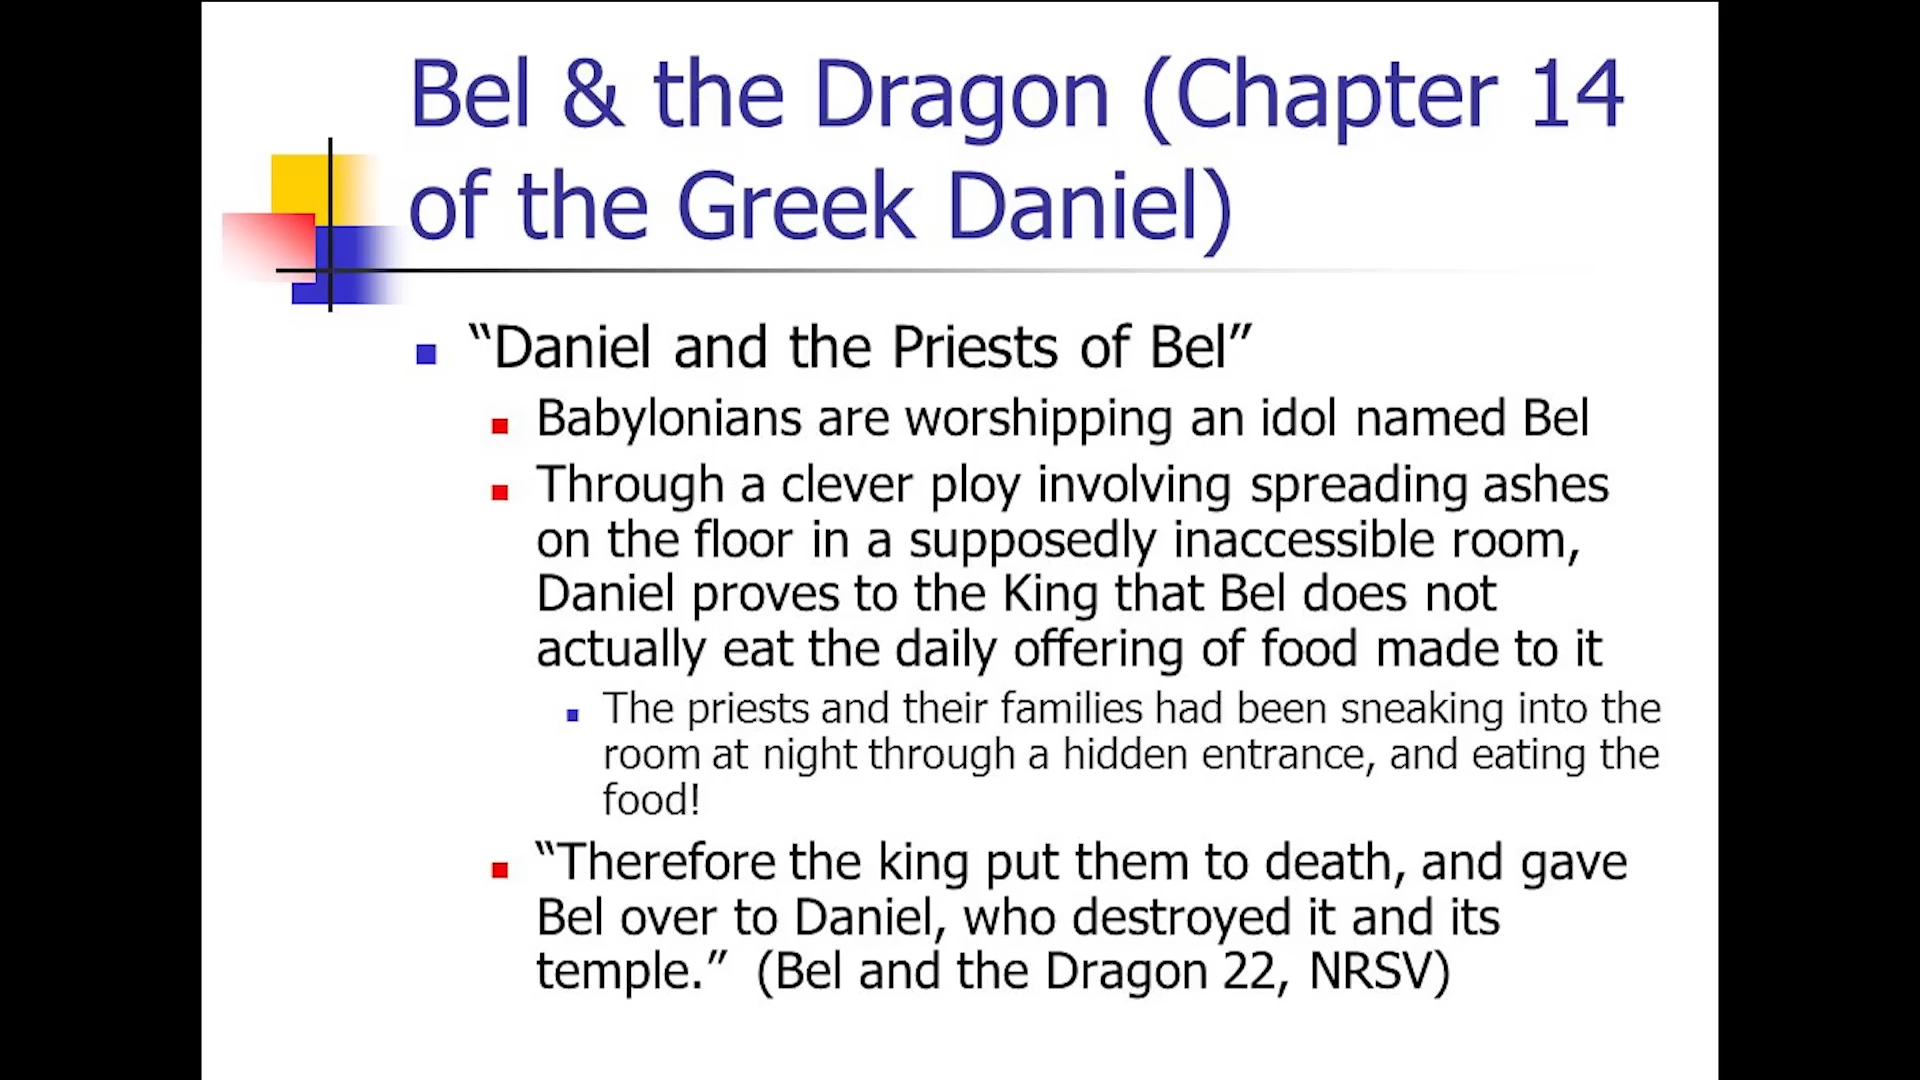 Bel & the Dragon (Chapter 14
of the Greek Daniel)
“Daniel and the Priests of Bel”
Babylonians are worshipping an idol named Bel
Through a clever ploy involving spreading ashes
on the floor in a supposedly inaccessible room,
Daniel proves to the King that Bel does not
actually eat the daily offering of food made to it
The priests and their families had been sneaking into the
room at night through a hidden entrance, and eating the
food!
“Therefore the king put them to death, and gave
Bel over to Daniel, who destroyed it and its
temple.” (Bel and the Dragon 22, NRSV)